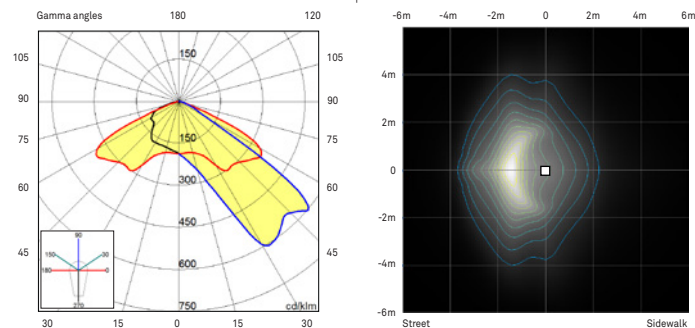 Gamma angles 180 120
105 105
90 90
75 75
60 60
45 45
30 15 0 15 30
150
150
300
450
600
750
cd/klm
90
150 30
180 0
270
-6m -4m -2m 0 2m 4m 6m
4m
2m
0
-2m
-4m
-6m
Street Sidewalk